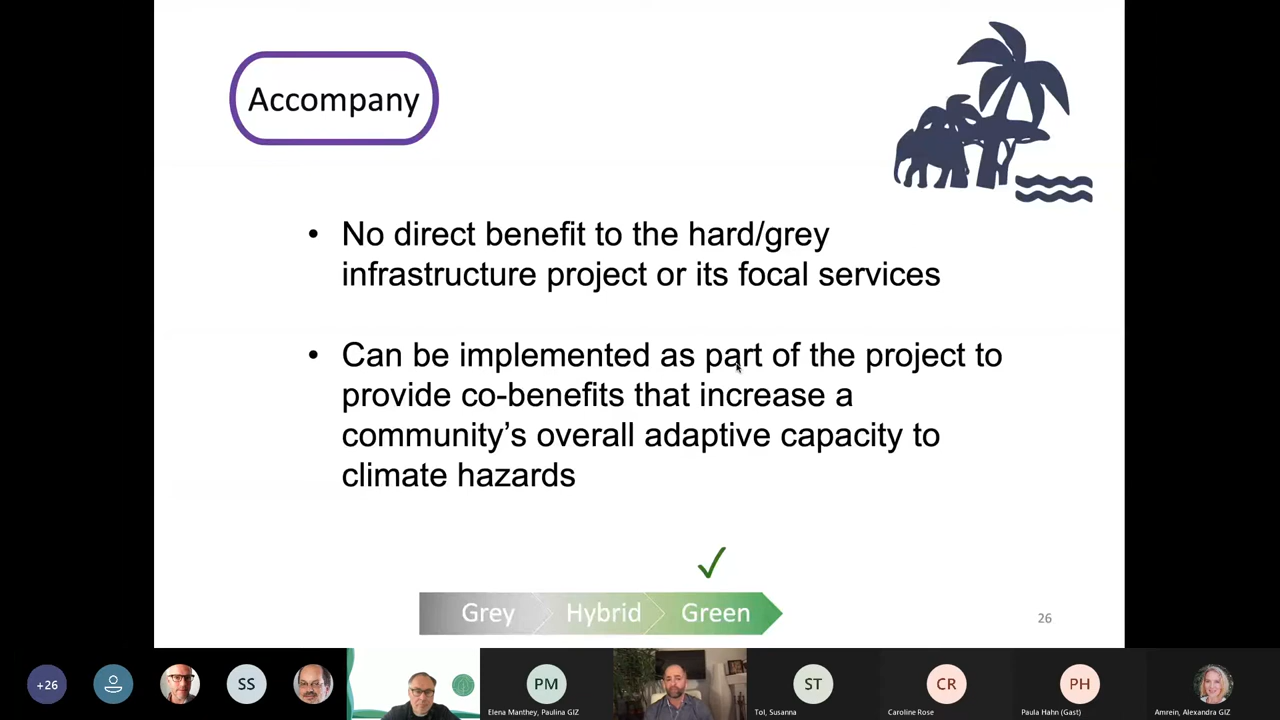 Accompany
• No direct benefit to the hard/grey
infrastructure project or its focal services
• Can be implemented as part of the project to
provide co-benefits that increase a
community’s overall adaptive capacity to
climate hazards
✓
Grey Hybrid Green
26
+26
SS
PM
ST
CR
PH
Elena Manthey, Paulina GIZ
Tol, Susanna
Caroline Rose
Paula Hahn (Gast)
Amrein, Alexandra GIZ